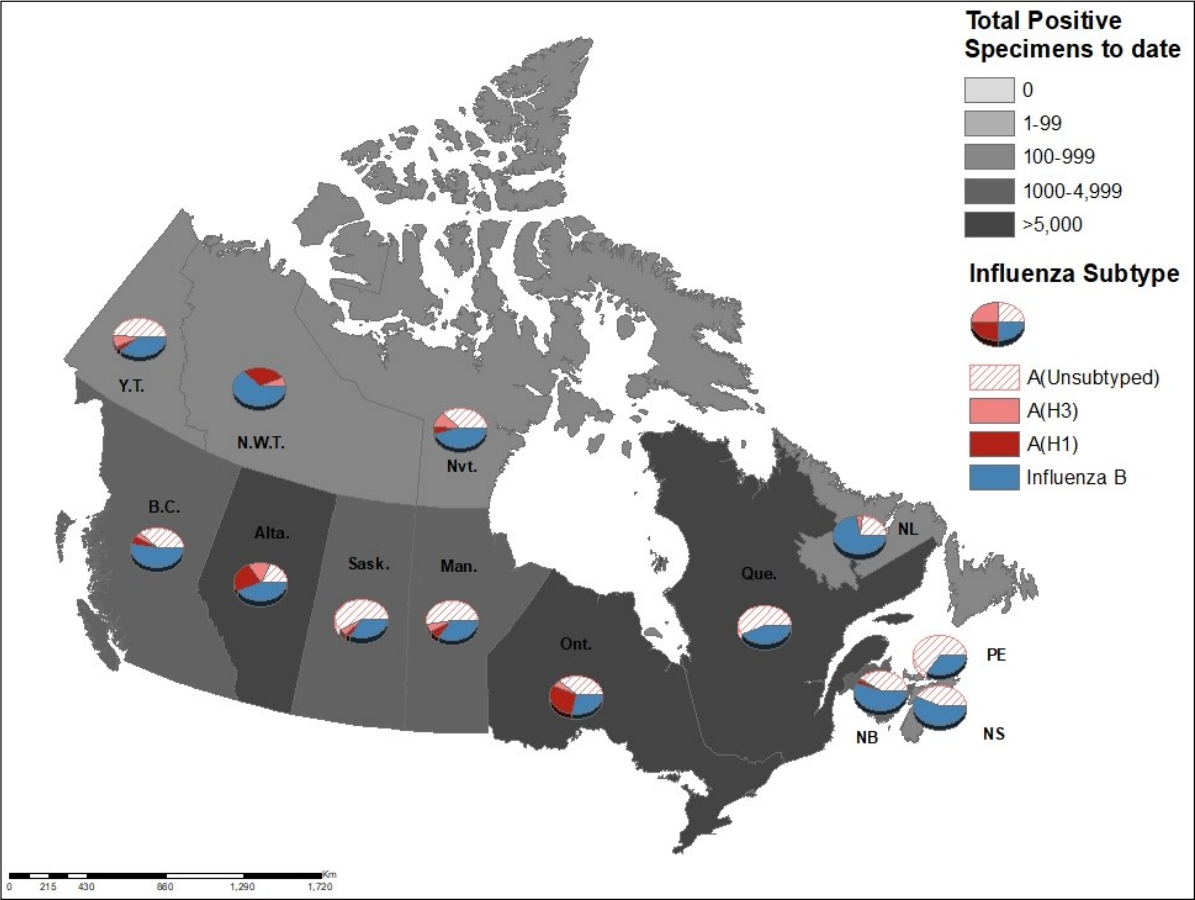 Total Positive
Specimens to date
0
1-99
100-999
1000-4,999
>5,000
Influenza Subtype
A(Unsubtyped)
A(H3)
A(H1)
Influenza B
Y.T.
N.W.T.
Nvt.
B.C.
Alta.
Sask.
Man.
Ont.
Que.
NL
PE
NB
NS
Km
0 215 430 860 1,290 1,720